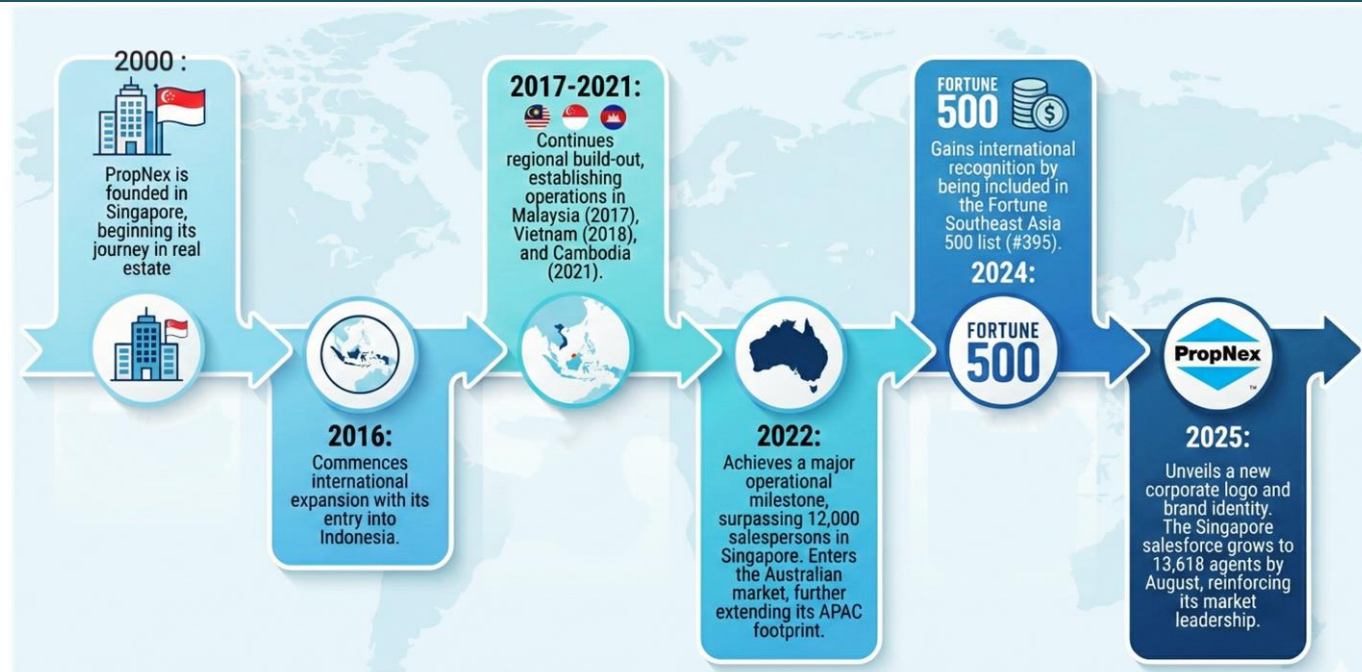 2000 :
PropNex is
founded in
Singapore,
beginning its
journey in real
estate
2016:
Commences
international
expansion with its
entry into
Indonesia.
2017-2021:
Continues
regional build-out,
establishing
operations in
Malaysia (2017),
Vietnam (2018),
and Cambodia
(2021).
2022:
Achieves a major
operational
milestone,
surpassing 12,000
salespersons in
Singapore. Enters
the Australian
market, further
extending its APAC
footprint.
FORTUNE
500
$
Gains international
recognition by
being included in
the Fortune
Southeast Asia
500 list (#395).
2024:
FORTUNE
500
PropNex
TM
2025:
Unveils a new
corporate logo and
brand identity.
The Singapore
salesforce grows to
13,618 agents by
August, reinforcing
its market
leadership.